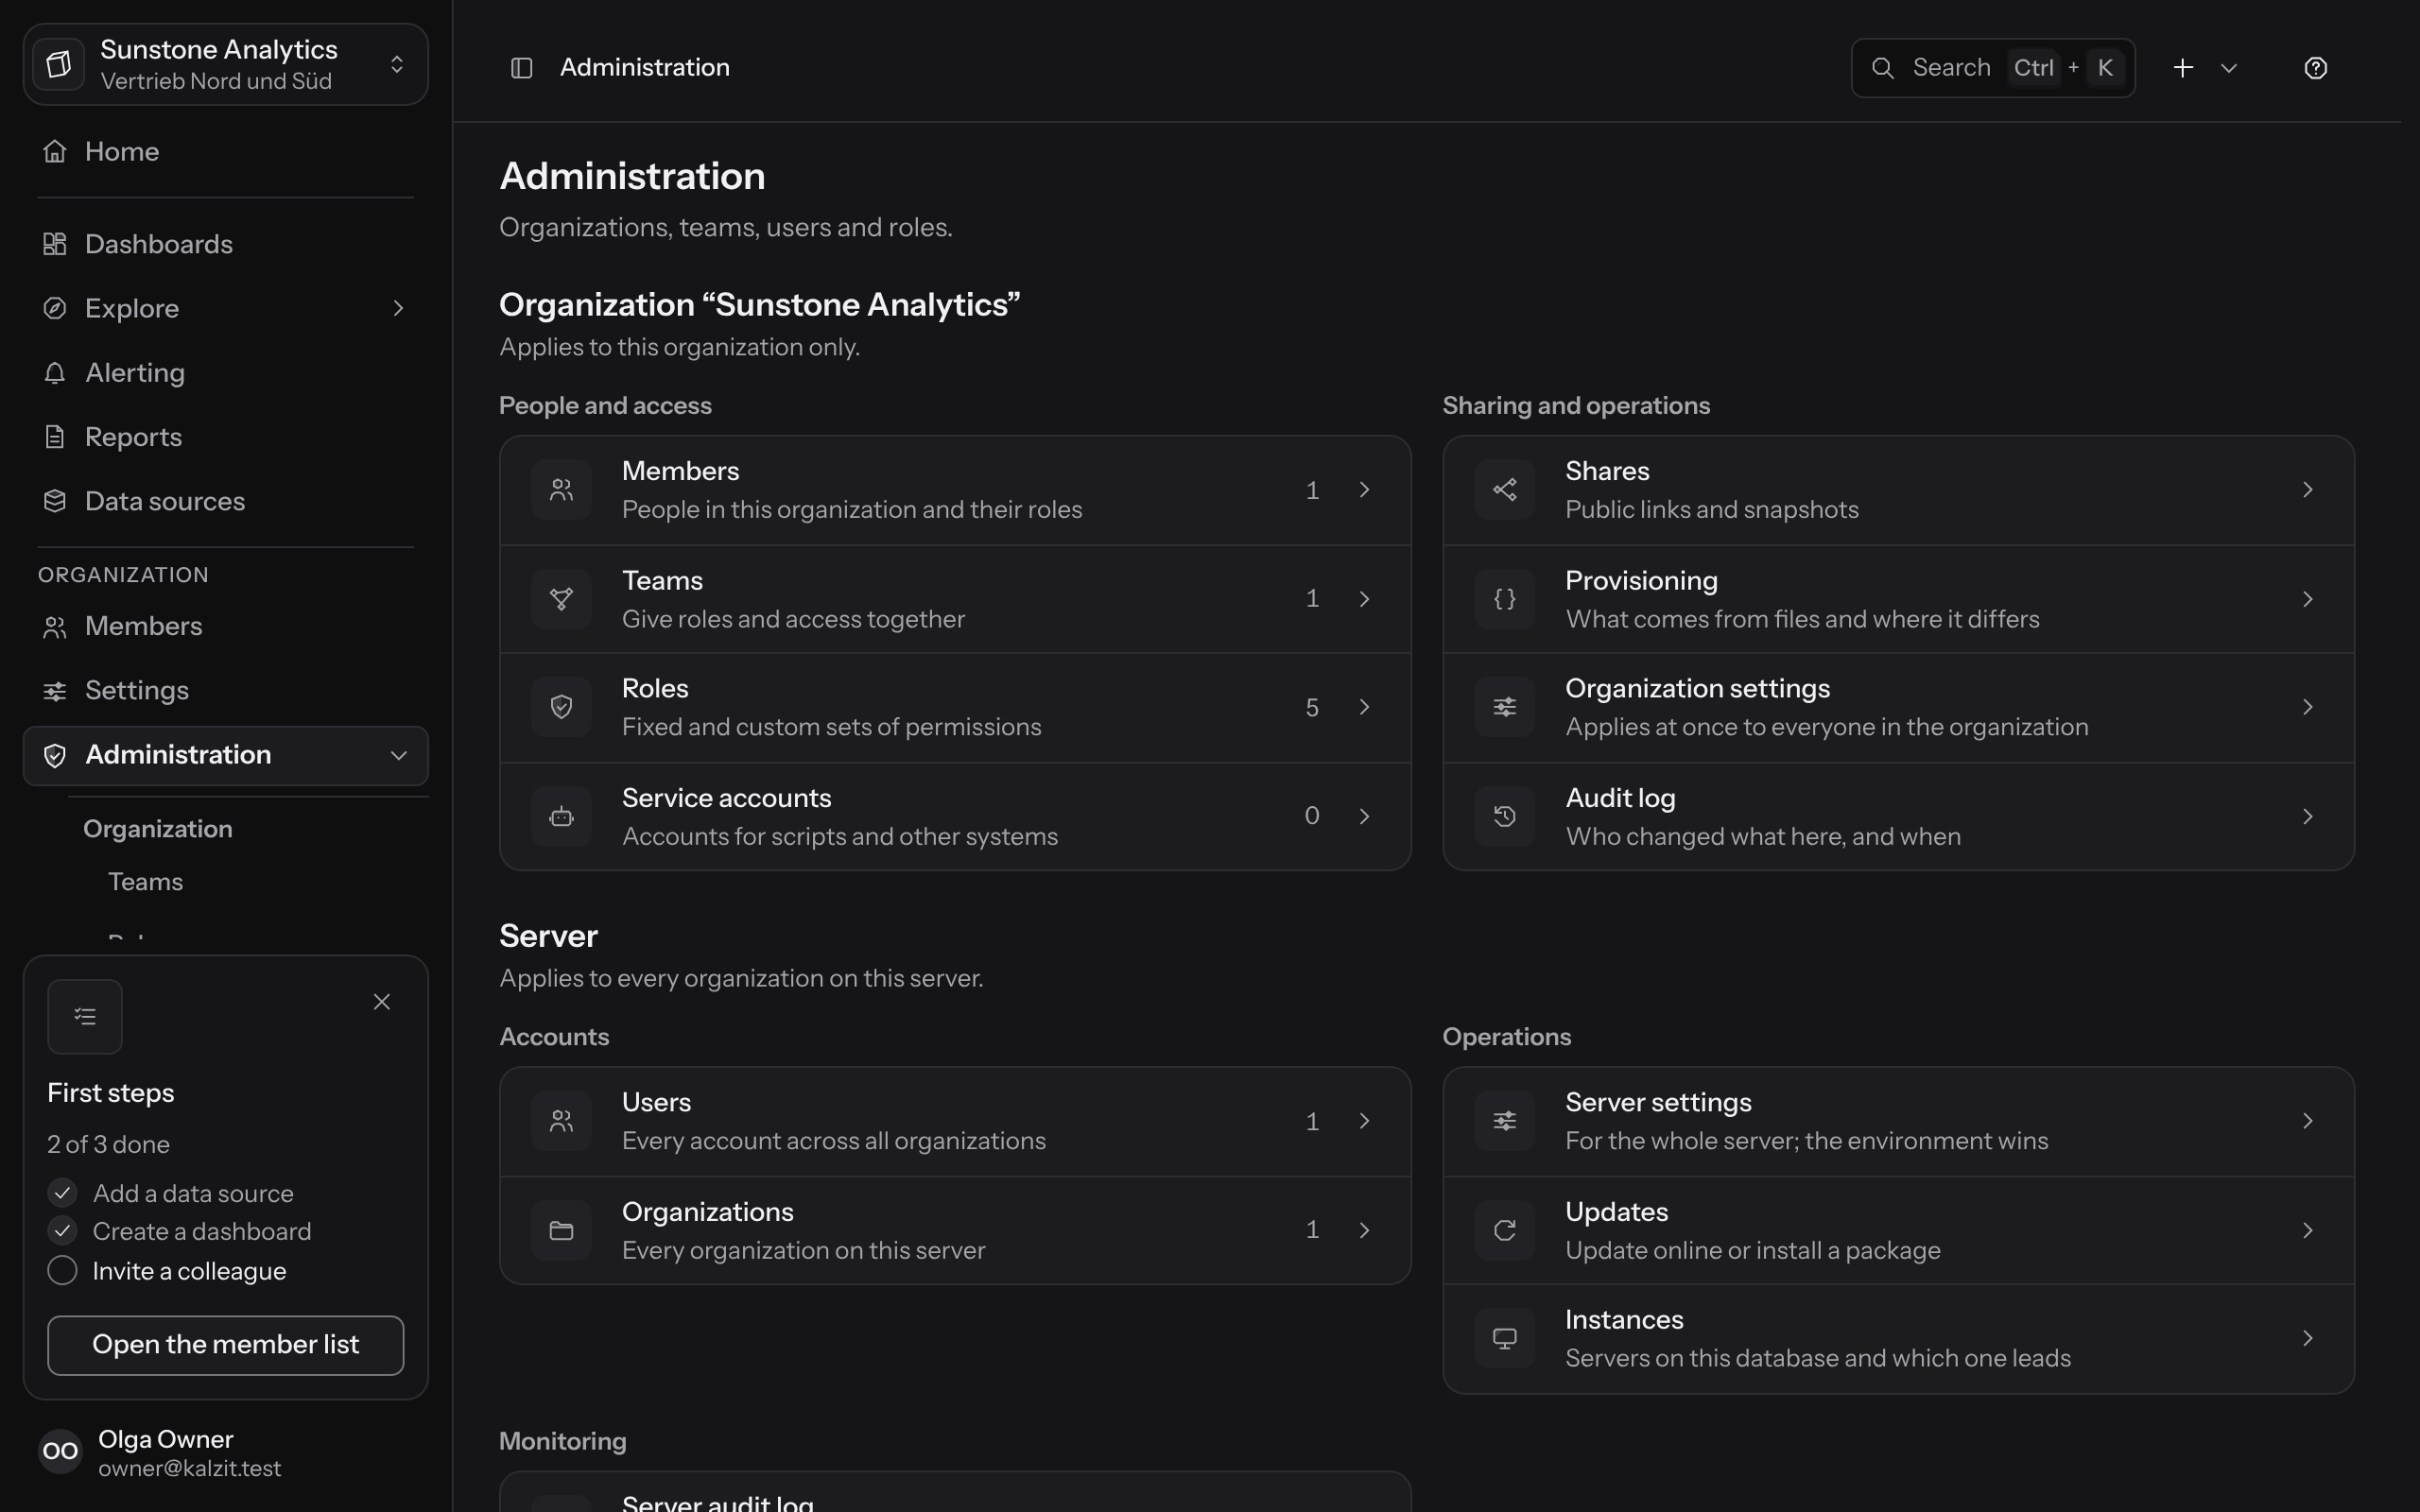 Sunstone Analytics
Vertrieb Nord und Süd
Home
Dashboards
Explore
Alerting
Reports
Data sources
ORGANIZATION
Members
Settings
Administration
Organization
Teams
First steps
2 of 3 done
Add a data source
Create a dashboard
Invite a colleague
Open the member list
OO
Olga Owner
owner@kalzit.test
Administration
Search Ctrl + K
Administration
Organizations, teams, users and roles.
Organization “Sunstone Analytics”
Applies to this organization only.
People and access
Members
People in this organization and their roles
1
Teams
Give roles and access together
1
Roles
Fixed and custom sets of permissions
5
Service accounts
Accounts for scripts and other systems
0
Sharing and operations
Shares
Public links and snapshots
Provisioning
What comes from files and where it differs
Organization settings
Applies at once to everyone in the organization
Audit log
Who changed what here, and when
Server
Applies to every organization on this server.
Accounts
Users
Every account across all organizations
1
Organizations
Every organization on this server
1
Operations
Server settings
For the whole server; the environment wins
Updates
Update online or install a package
Instances
Servers on this database and which one leads
Monitoring
Server audit log